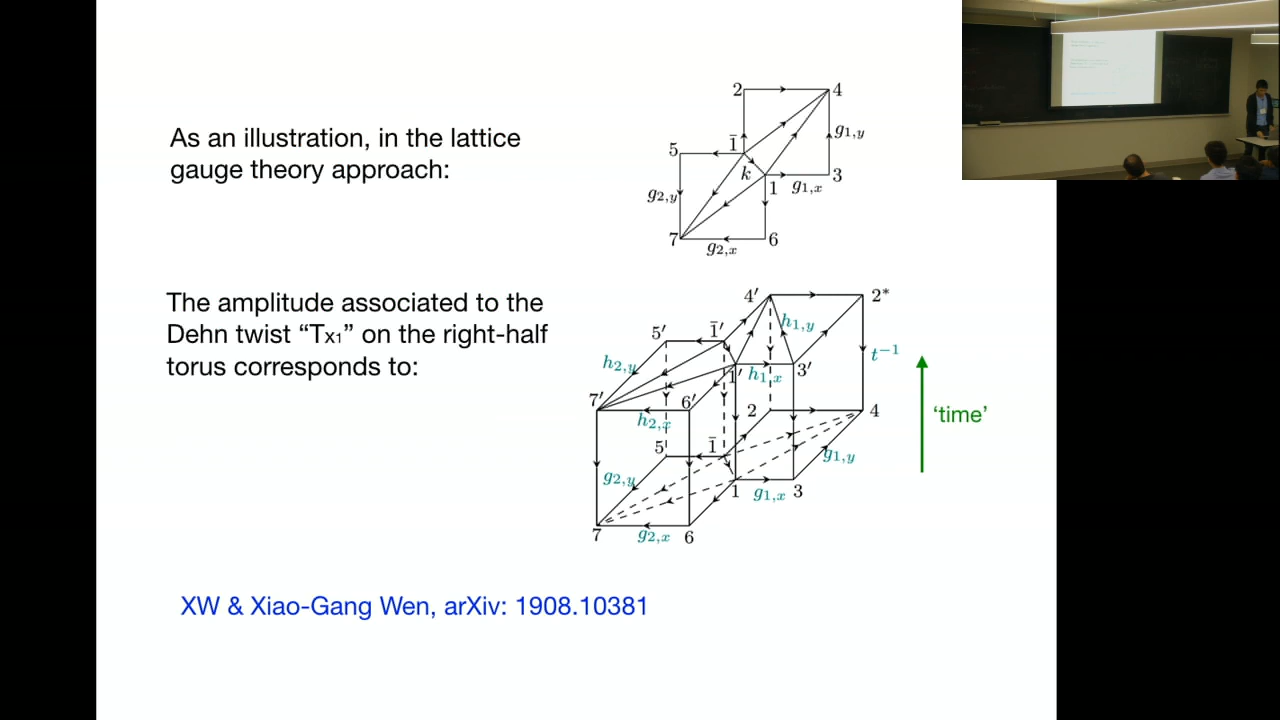 As an illustration, in the lattice
gauge theory approach:
2
4
g₁,y
5
1̄
k
1
g₁,x
3
g₂,y
7
g₂,x
6
The amplitude associated to the
Dehn twist “Tx₁” on the right-half
torus corresponds to:
4′
2*
h₁,y
5′
1̄′
t⁻¹
h₂,y
1′
h₁,x
3′
7′
6′
2
4
'time'
h₂,x
5
1̄
g₁,y
g₂,y
1
g₁,x
3
7
g₂,x
6
XW & Xiao-Gang Wen, arXiv: 1908.10381